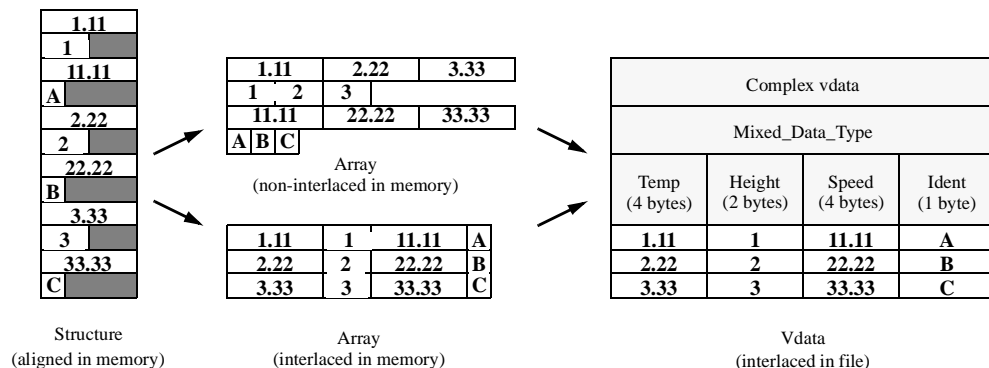 1.11
1
11.11
A
2.22
2
22.22
B
3.33
3
33.33
C
Structure
(aligned in memory)
1.11 2.22 3.33
1 2 3
11.11 22.22 33.33
A B C
Array
(non-interlaced in memory)
1.11 1 11.11 A
2.22 2 22.22 B
3.33 3 33.33 C
Array
(interlaced in memory)
Complex vdata
Mixed_Data_Type
Temp Height Speed Ident
(4 bytes) (2 bytes) (4 bytes) (1 byte)
1.11 1 11.11 A
2.22 2 22.22 B
3.33 3 33.33 C
Vdata
(interlaced in file)